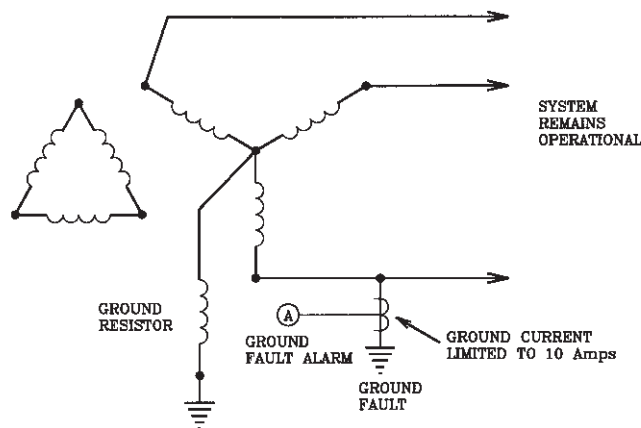 SYSTEM
REMAINS
OPERATIONAL
GROUND
RESISTOR
A
GROUND
FAULT ALARM
GROUND CURRENT
LIMITED TO 10 Amps
GROUND
FAULT